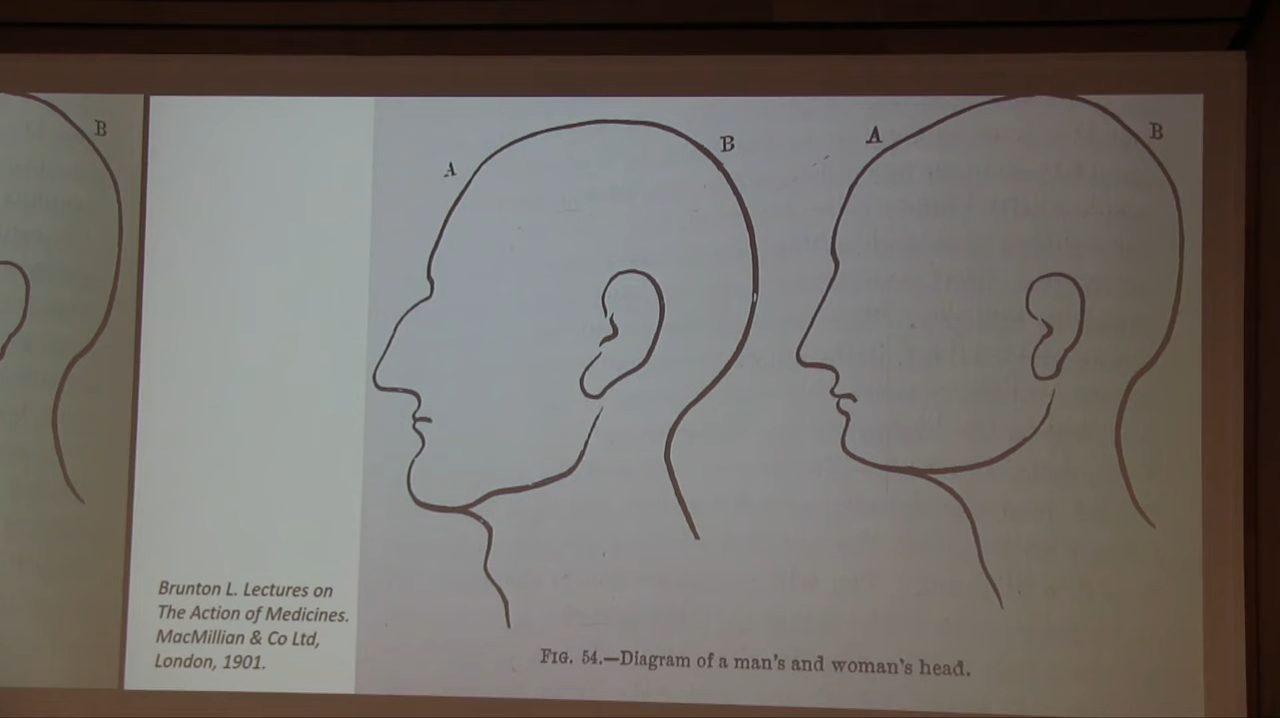 B
A
B
A
B
Brunton L. Lectures on
The Action of Medicines.
MacMillian & Co Ltd,
London, 1901.
FIG. 54.—Diagram of a man's and woman's head.